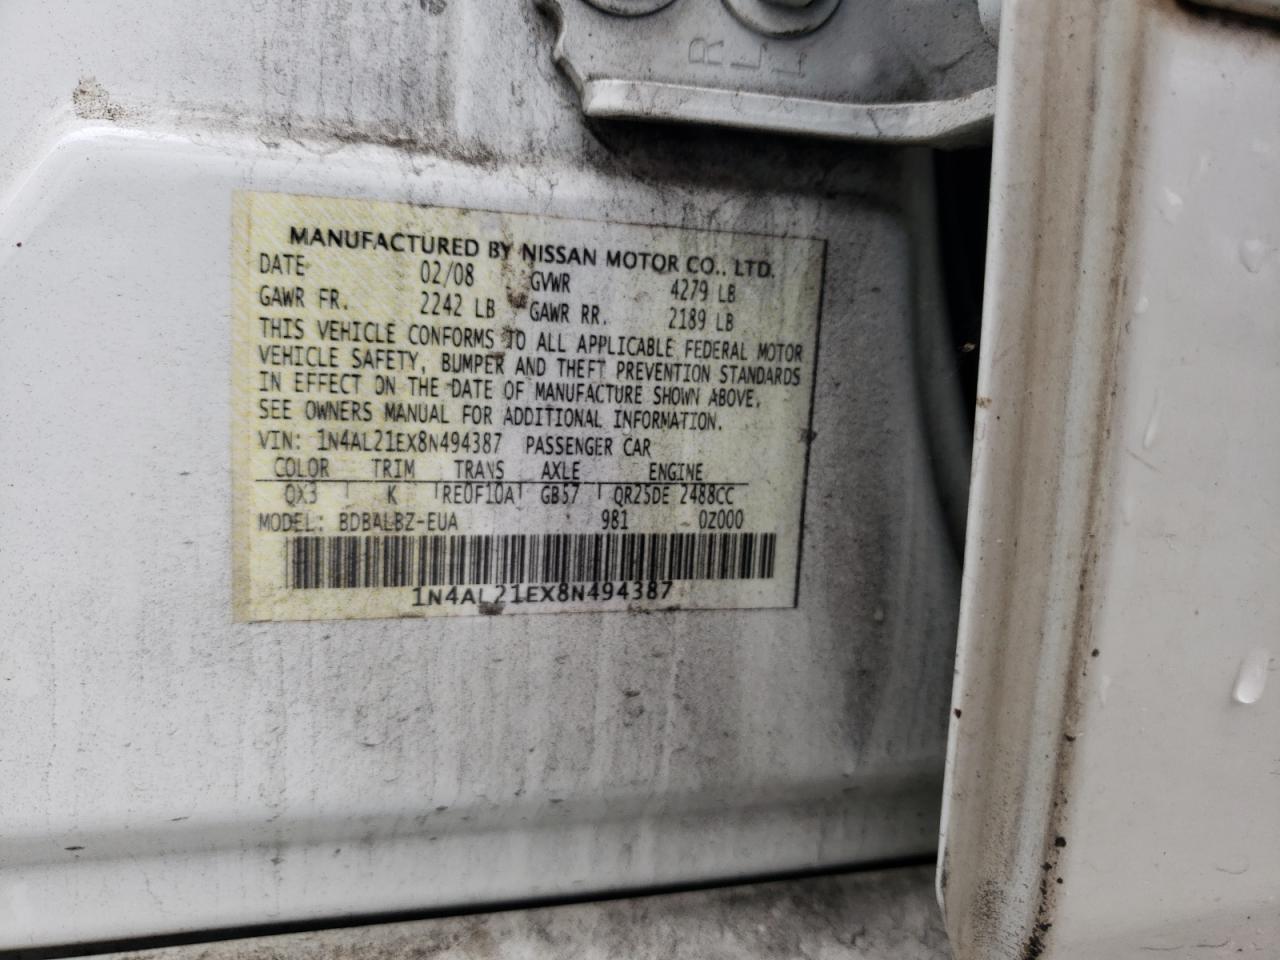 R
L
MANUFACTURED BY NISSAN MOTOR CO., LTD.
DATE 02/08 GVWR 4279 LB
GAWR FR. 2242 LB GAWR RR. 2189 LB
THIS VEHICLE CONFORMS TO ALL APPLICABLE FEDERAL MOTOR
VEHICLE SAFETY, BUMPER AND THEFT PREVENTION STANDARDS
IN EFFECT ON THE DATE OF MANUFACTURE SHOWN ABOVE.
SEE OWNERS MANUAL FOR ADDITIONAL INFORMATION.
VIN: 1N4AL21EX8N494387 PASSENGER CAR
COLOR TRIM TRANS AXLE ENGINE
QX3 K RE0F10A GB57 QR25DE 2488CC
MODEL: BDBALBZ-EUA 981 0Z000
1N4AL21EX8N494387